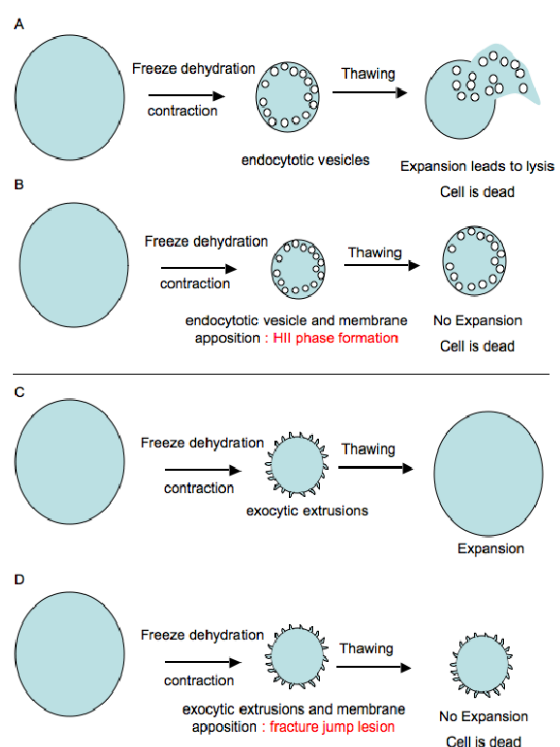 A
Freeze dehydration
contraction
Thawing
endocytotic vesicles
Expansion leads to lysis
Cell is dead
B
Freeze dehydration
contraction
Thawing
endocytotic vesicle and membrane
apposition : HII phase formation
No Expansion
Cell is dead
C
Freeze dehydration
contraction
Thawing
exocytic extrusions
Expansion
D
Freeze dehydration
contraction
Thawing
exocytic extrusions and membrane
apposition : fracture jump lesion
No Expansion
Cell is dead